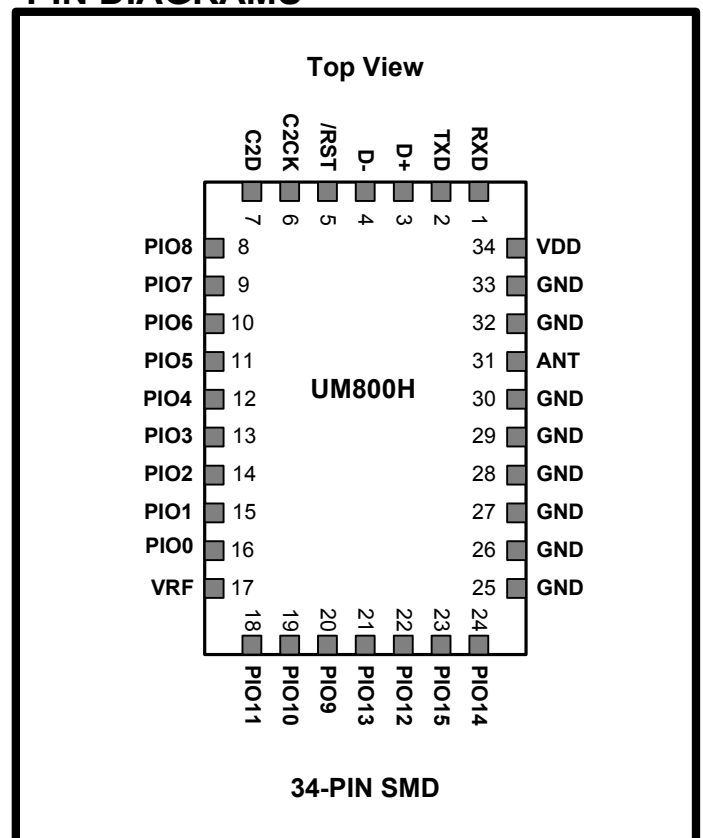 PIN DIAGRAMS
Top View
C2D C2CK /RST D- D+ TXD RXD
7 6 5 4 3 2 1
PIO8 8 34 VDD
PIO7 9 33 GND
PIO6 10 32 GND
PIO5 11 31 ANT
UM800H
PIO4 12 30 GND
PIO3 13 29 GND
PIO2 14 28 GND
PIO1 15 27 GND
PIO0 16 26 GND
VRF 17 25 GND
18 19 20 21 22 23 24
PIO11 PIO10 PIO9 PIO13 PIO12 PIO15 PIO14
34-PIN SMD